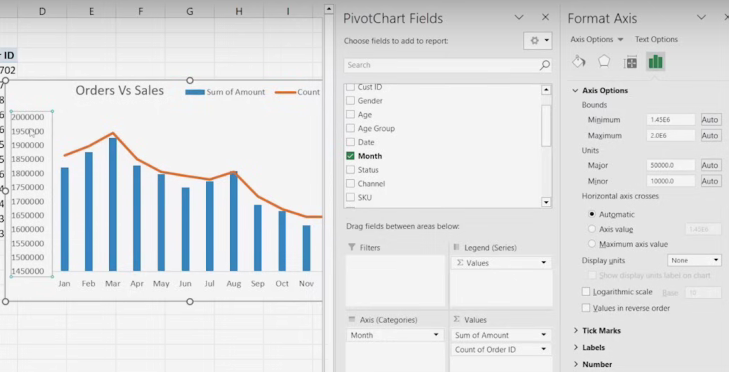 D E F G H I
ID
702
Orders Vs Sales
Sum of Amount
Count
2000000
1950000
1900000
1850000
1800000
1750000
1700000
1650000
1600000
1550000
1500000
1450000
Jan Feb Mar Apr May Jun Jul Aug Sep Oct Nov
PivotChart Fields
Choose fields to add to report:
Search
Cust ID
Gender
Age
Age Group
Date
Month
Status
Channel
SKU
Drag fields between areas below:
Filters
Legend (Series)
Σ Values
Axis (Categories)
Σ Values
Month
Sum of Amount
Count of Order ID
Format Axis
Axis Options Text Options
Axis Options
Bounds
Minimum 1.45E6 Auto
Maximum 2.0E6 Auto
Units
Major 50000.0 Auto
Minor 10000.0 Auto
Horizontal axis crosses
Automatic
Axis value 1.45E6
Maximum axis value
Display units None
Show display units label on chart
Logarithmic scale Base 10
Values in reverse order
Tick Marks
Labels
Number